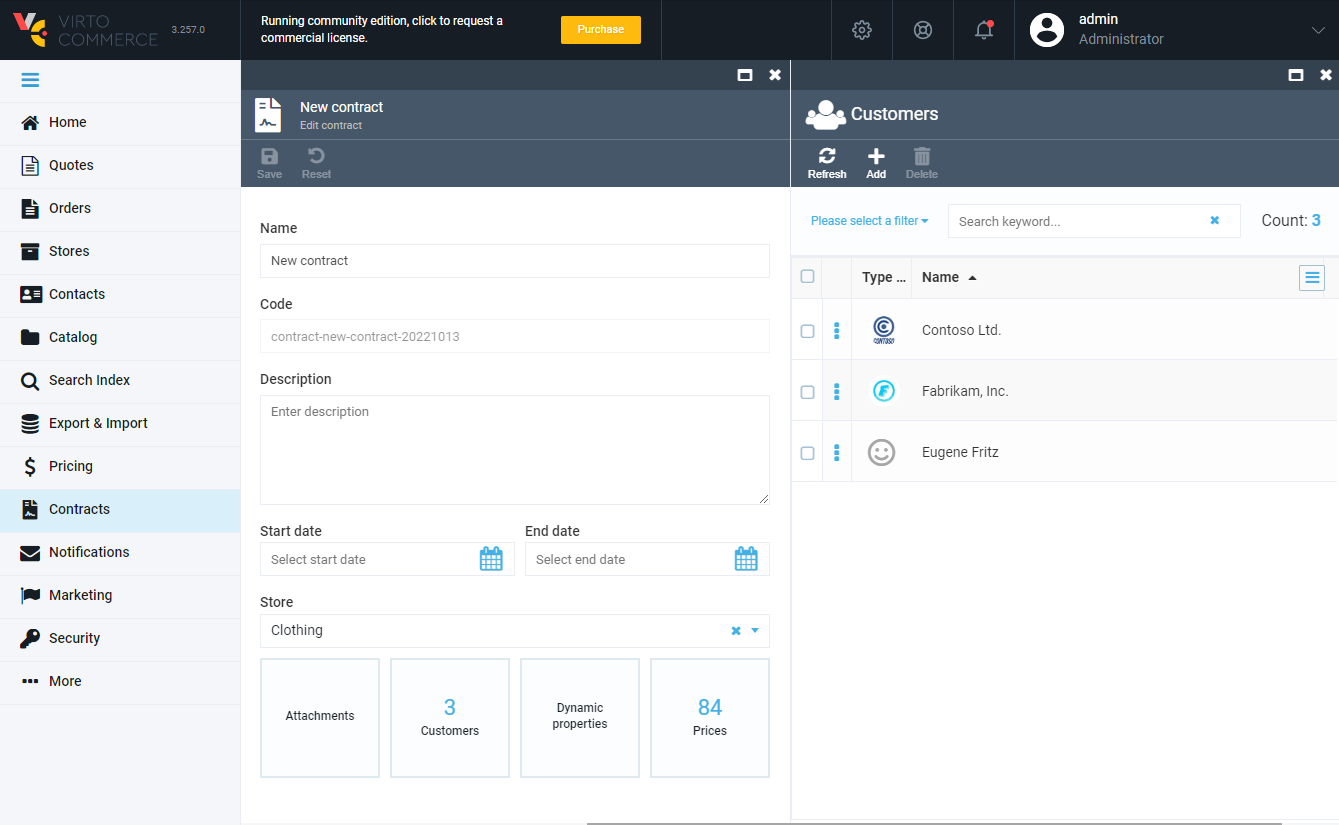 VIRTO
COMMERCE
3.257.0
Running community edition, click to request a
commercial license.
Purchase
admin
Administrator
Home
Quotes
Orders
Stores
Contacts
Catalog
Search Index
Export & Import
Pricing
Contracts
Notifications
Marketing
Security
More
New contract
Edit contract
Save
Reset
Name
New contract
Code
contract-new-contract-20221013
Description
Enter description
Start date
End date
Select start date
Select end date
Store
Clothing
Attachments
3
Customers
Dynamic
properties
84
Prices
Customers
Refresh
Add
Delete
Please select a filter
Search keyword...
Count: 3
Type ...
Name
CONTOSO
Contoso Ltd.
F
Fabrikam, Inc.
Eugene Fritz